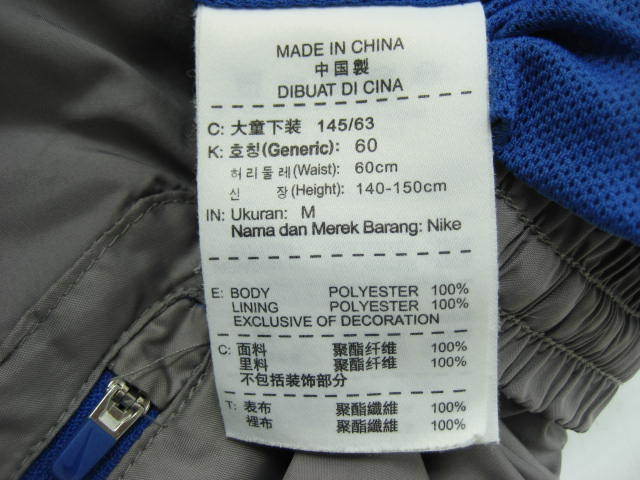 MADE IN CHINA
中国製
DIBUAT DI CINA
C: 大童下装 145/63
K: 호칭(Generic): 60
허리둘레(Waist): 60cm
신 장(Height): 140-150cm
IN: Ukuran: M
Nama dan Merek Barang: Nike
E: BODY POLYESTER 100%
LINING POLYESTER 100%
EXCLUSIVE OF DECORATION
C: 面料 聚酯纤维 100%
里料 聚酯纤维 100%
不包括装饰部分
T: 表布 聚酯纖維 100%
裡布 聚酯纖維 100%